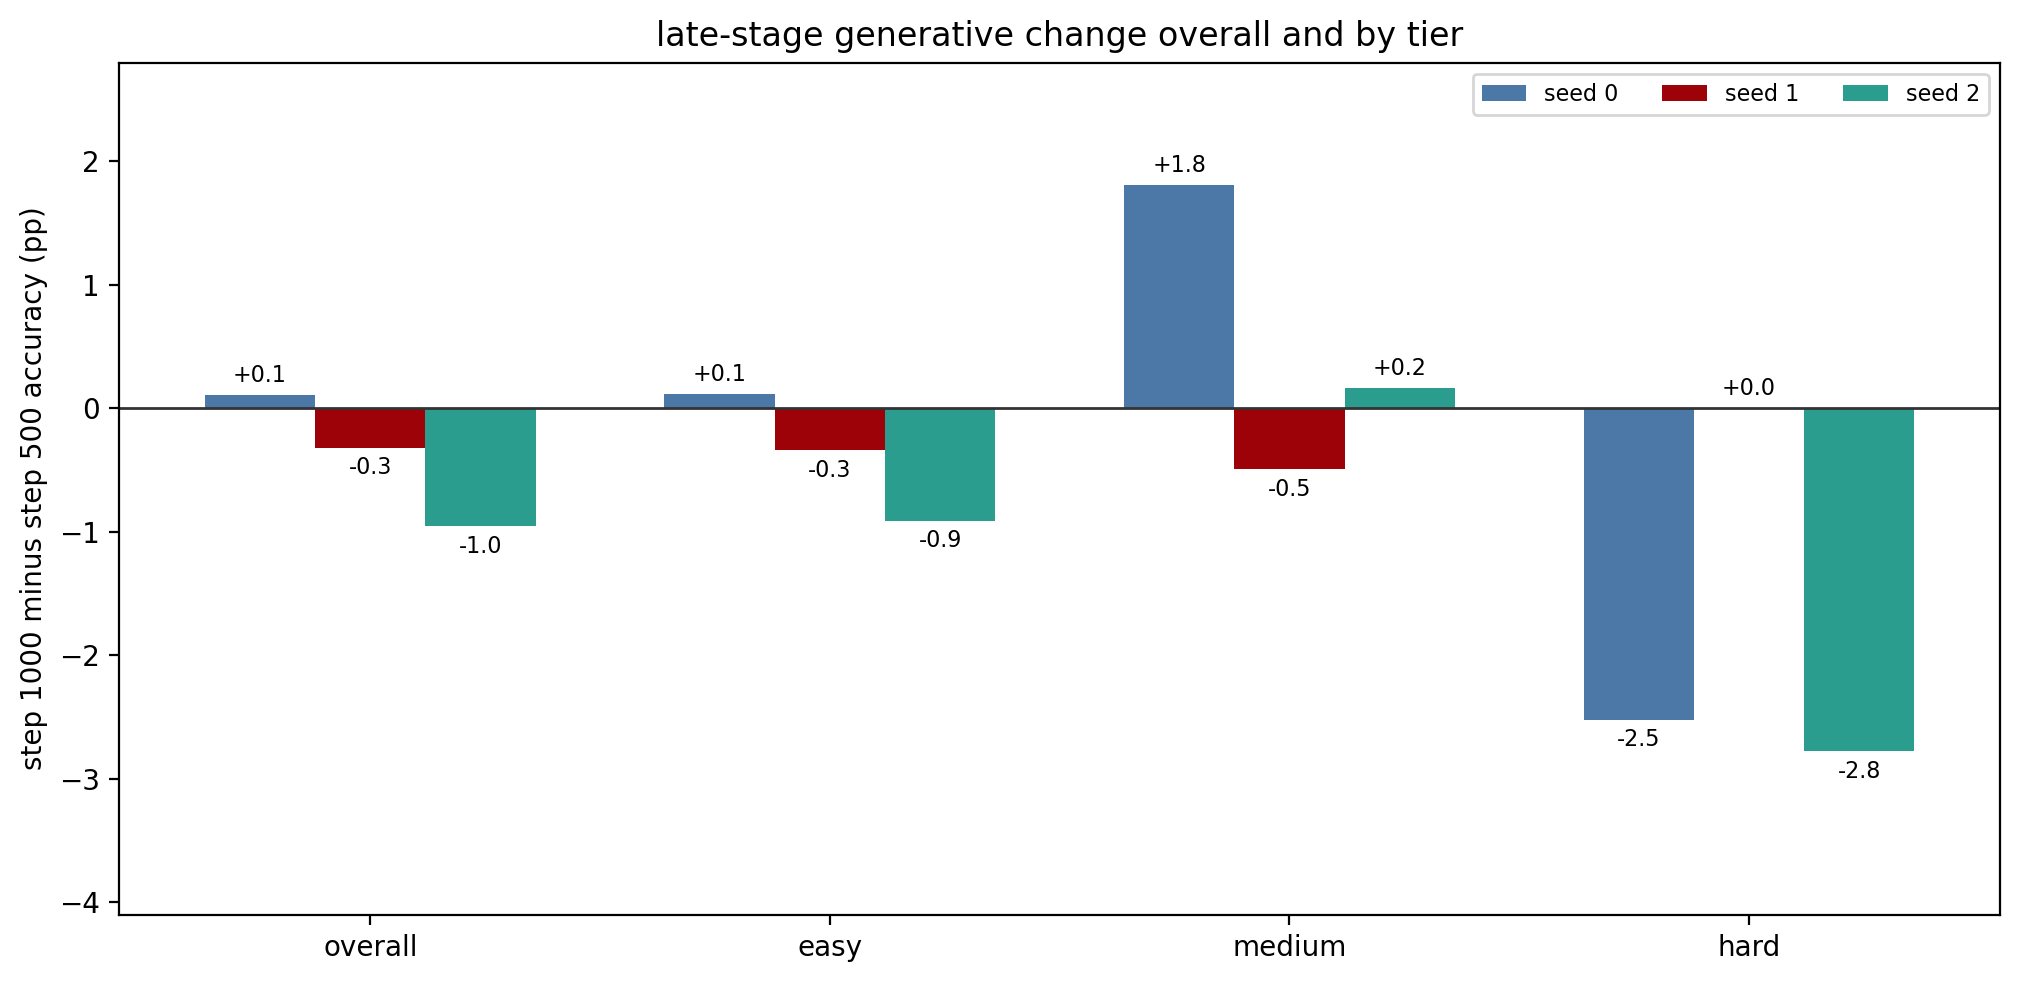 late-stage generative change overall and by tier
seed 0
seed 1
seed 2
step 1000 minus step 500 accuracy (pp)
2
1
0
−1
−2
−3
−4
+0.1
-0.3
-1.0
+0.1
-0.3
-0.9
+1.8
-0.5
+0.2
-2.5
+0.0
-2.8
overall
easy
medium
hard